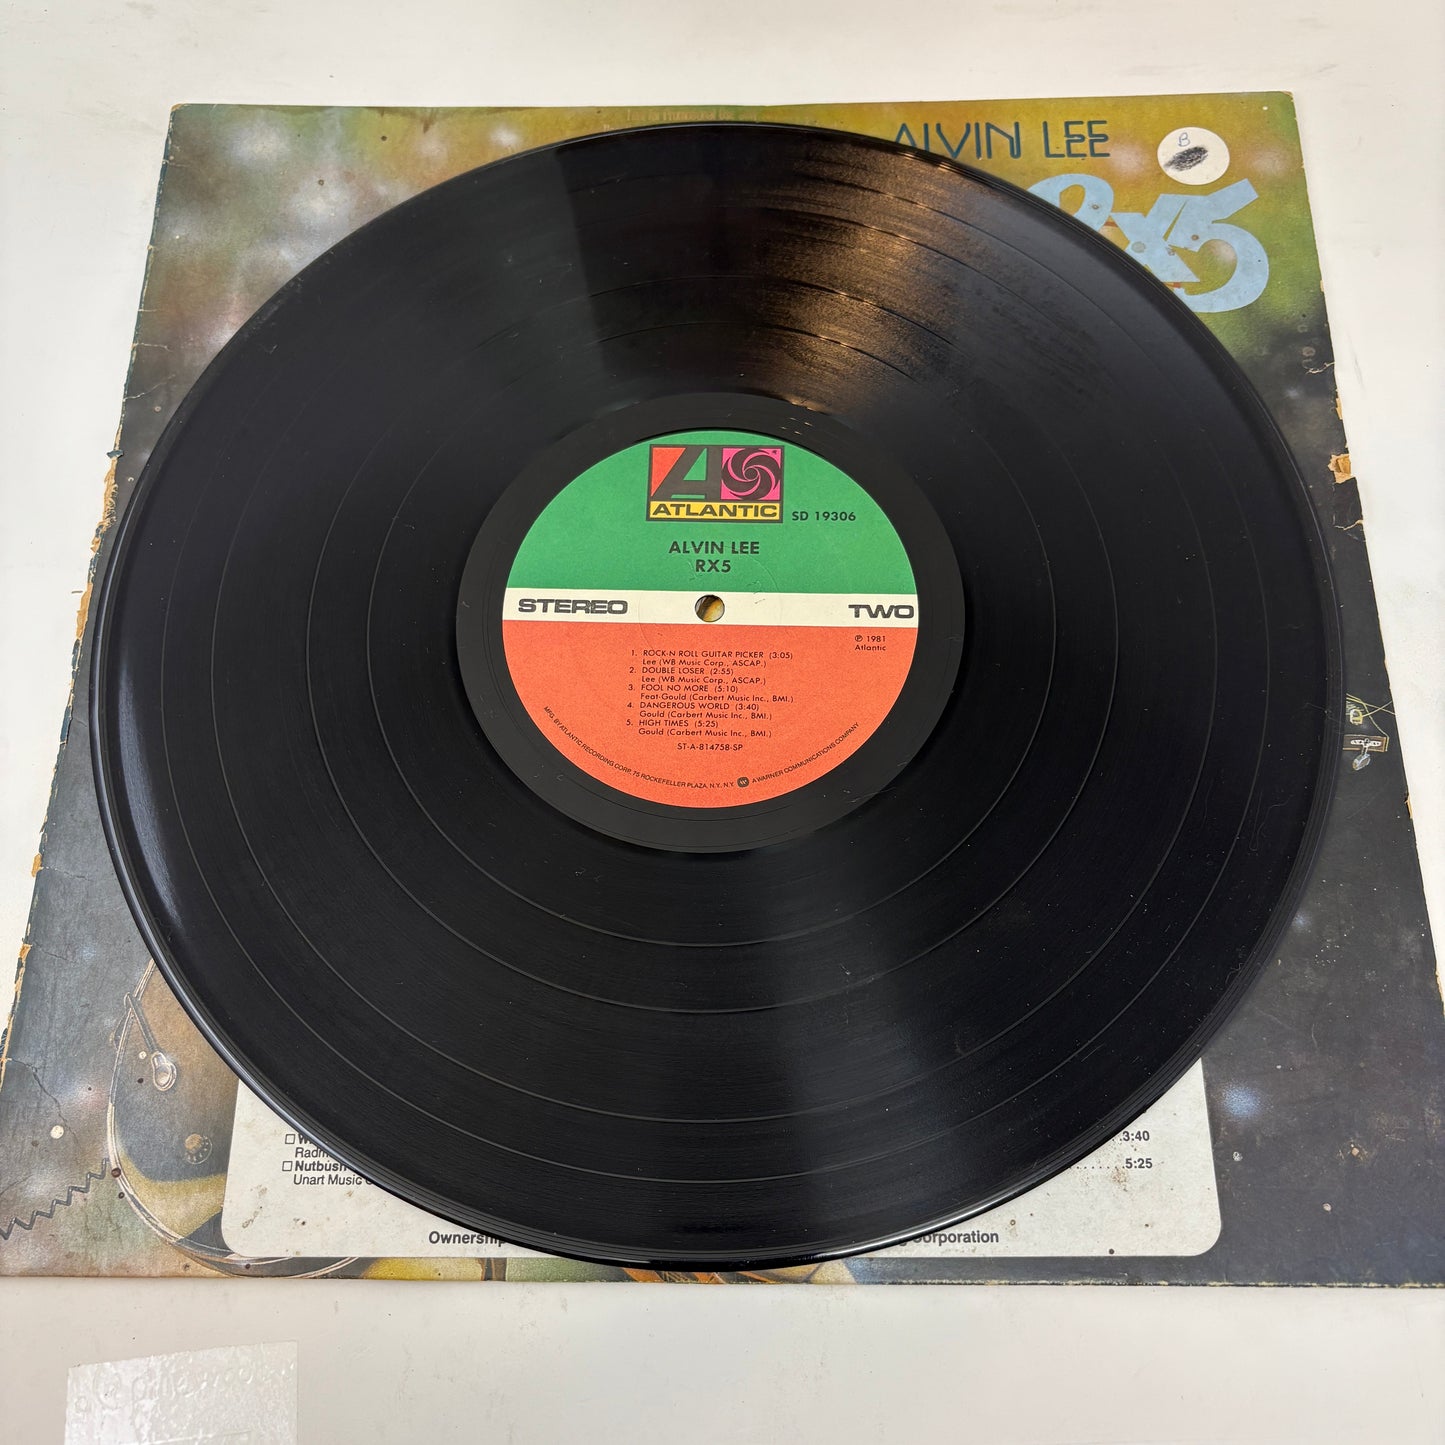 ALVIN LEE
B
Rx5
ATLANTIC
SD 19306
ALVIN LEE
RX5
STEREO
TWO
℗ 1981
Atlantic
1. ROCK-N ROLL GUITAR PICKER (3:05)
Lee (WB Music Corp., ASCAP.)
2. DOUBLE LOSER (2:55)
Lee (WB Music Corp., ASCAP.)
3. FOOL NO MORE (5:10)
Feat-Gould (Carbert Music Inc., BMI.)
4. DANGEROUS WORLD (3:40)
Gould (Carbert Music Inc., BMI.)
5. HIGH TIMES (5:25)
Gould (Carbert Music Inc., BMI.)
ST-A-814758-SP
MFG. BY ATLANTIC RECORDING CORP. 75 ROCKEFELLER PLAZA, N.Y. N.Y. A WARNER COMMUNICATIONS COMPANY
.3:40
Nutbush
......5:25
Unart Music
Ownership
Corporation